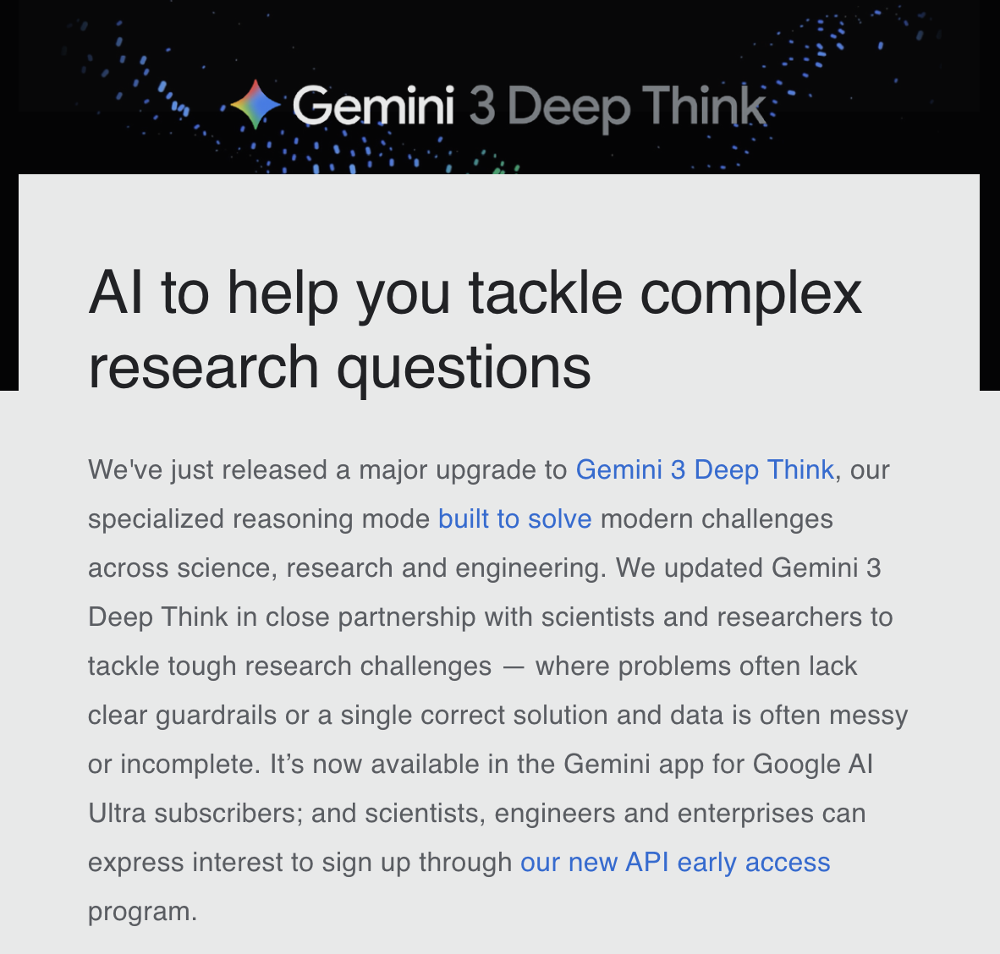 Gemini 3 Deep Think
AI to help you tackle complex
research questions
We've just released a major upgrade to Gemini 3 Deep Think, our
specialized reasoning mode built to solve modern challenges
across science, research and engineering. We updated Gemini 3
Deep Think in close partnership with scientists and researchers to
tackle tough research challenges — where problems often lack
clear guardrails or a single correct solution and data is often messy
or incomplete. It’s now available in the Gemini app for Google AI
Ultra subscribers; and scientists, engineers and enterprises can
express interest to sign up through our new API early access
program.